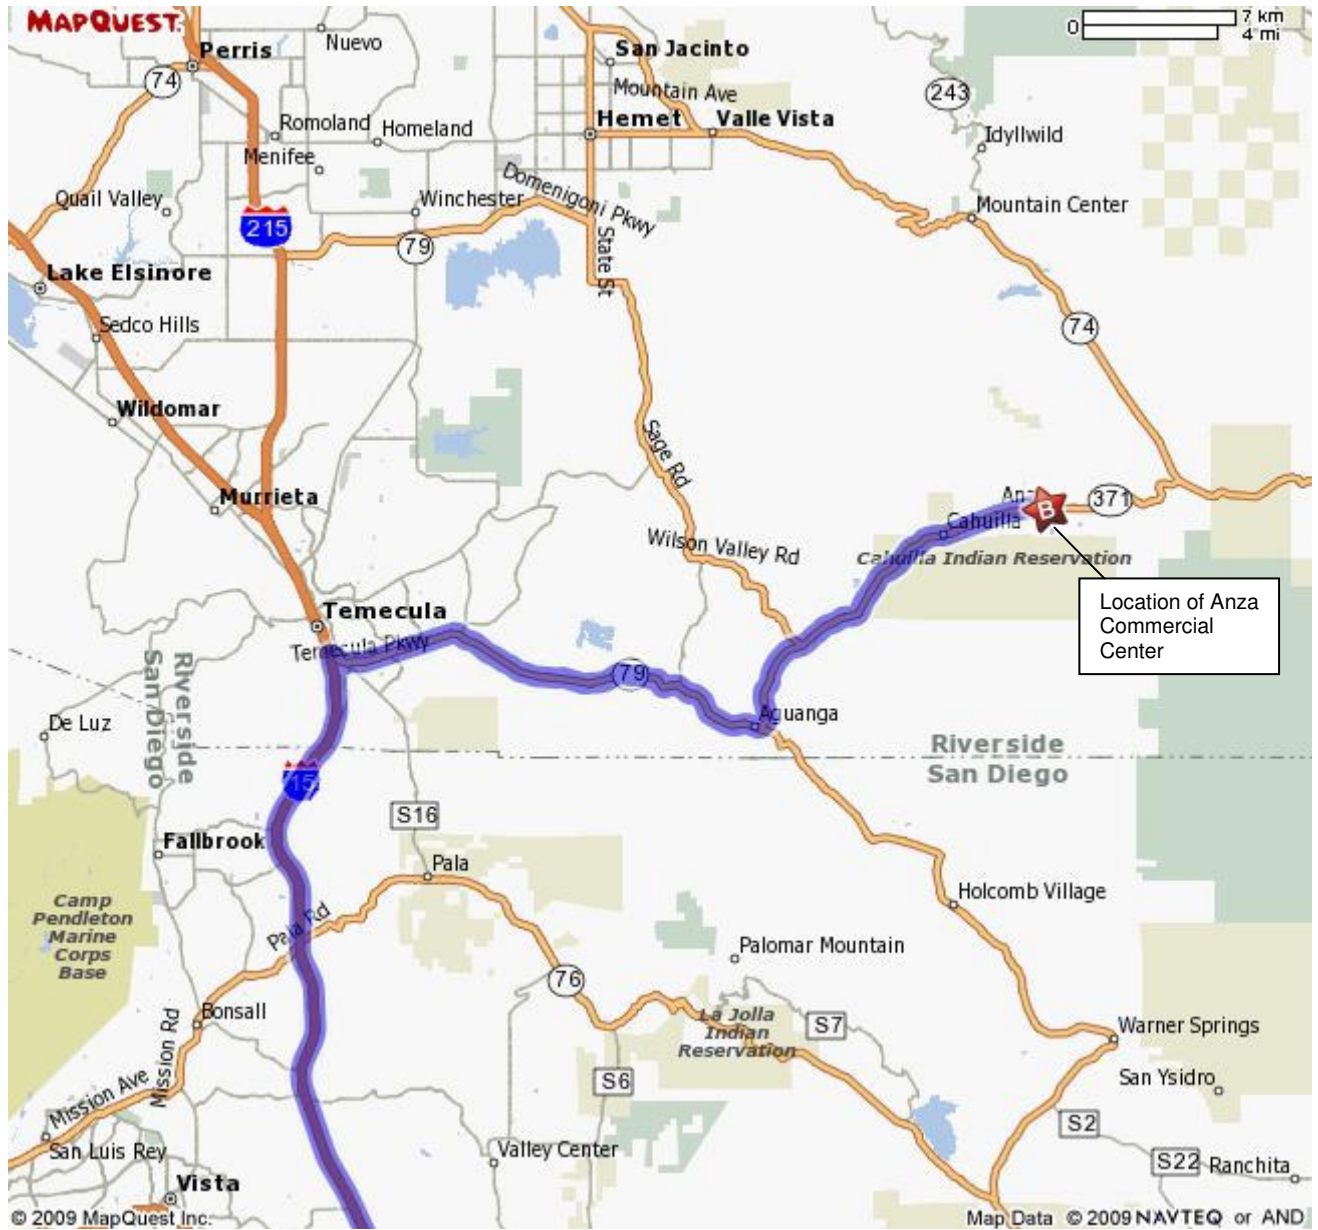 MAPQUEST.
7 km
0
4 mi
Perris
Nuevo
San Jacinto
74
Mountain Ave
243
Romoland
Homeland
Hemet
Valle Vista
Idyllwild
Menifee
Quail Valley
Winchester
Domenigoni Pkwy
Mountain Center
215
79
State St
Lake Elsinore
Sedco Hills
74
Wildomar
Sage Rd
Murrieta
371
B
Cahuilla
Wilson Valley Rd
Cahuilla Indian Reservation
Location of Anza
Commercial
Center
Temecula
Temecula Pkwy
79
Riverside
San Diego
De Luz
Aguanga
Riverside
San Diego
15
S16
Fallbrook
Pala
Camp
Pendleton
Marine
Corps
Base
Holcomb Village
Pala Rd
Palomar Mountain
76
Bonsall
La Jolla
Indian
Reservation
S7
Warner Springs
Mission Rd
S6
San Ysidro
Mission Ave
S2
San Luis Rey
Valley Center
S22
Ranchita
Vista
© 2009 MapQuest Inc.
Map Data © 2009 NAVTEQ or AND